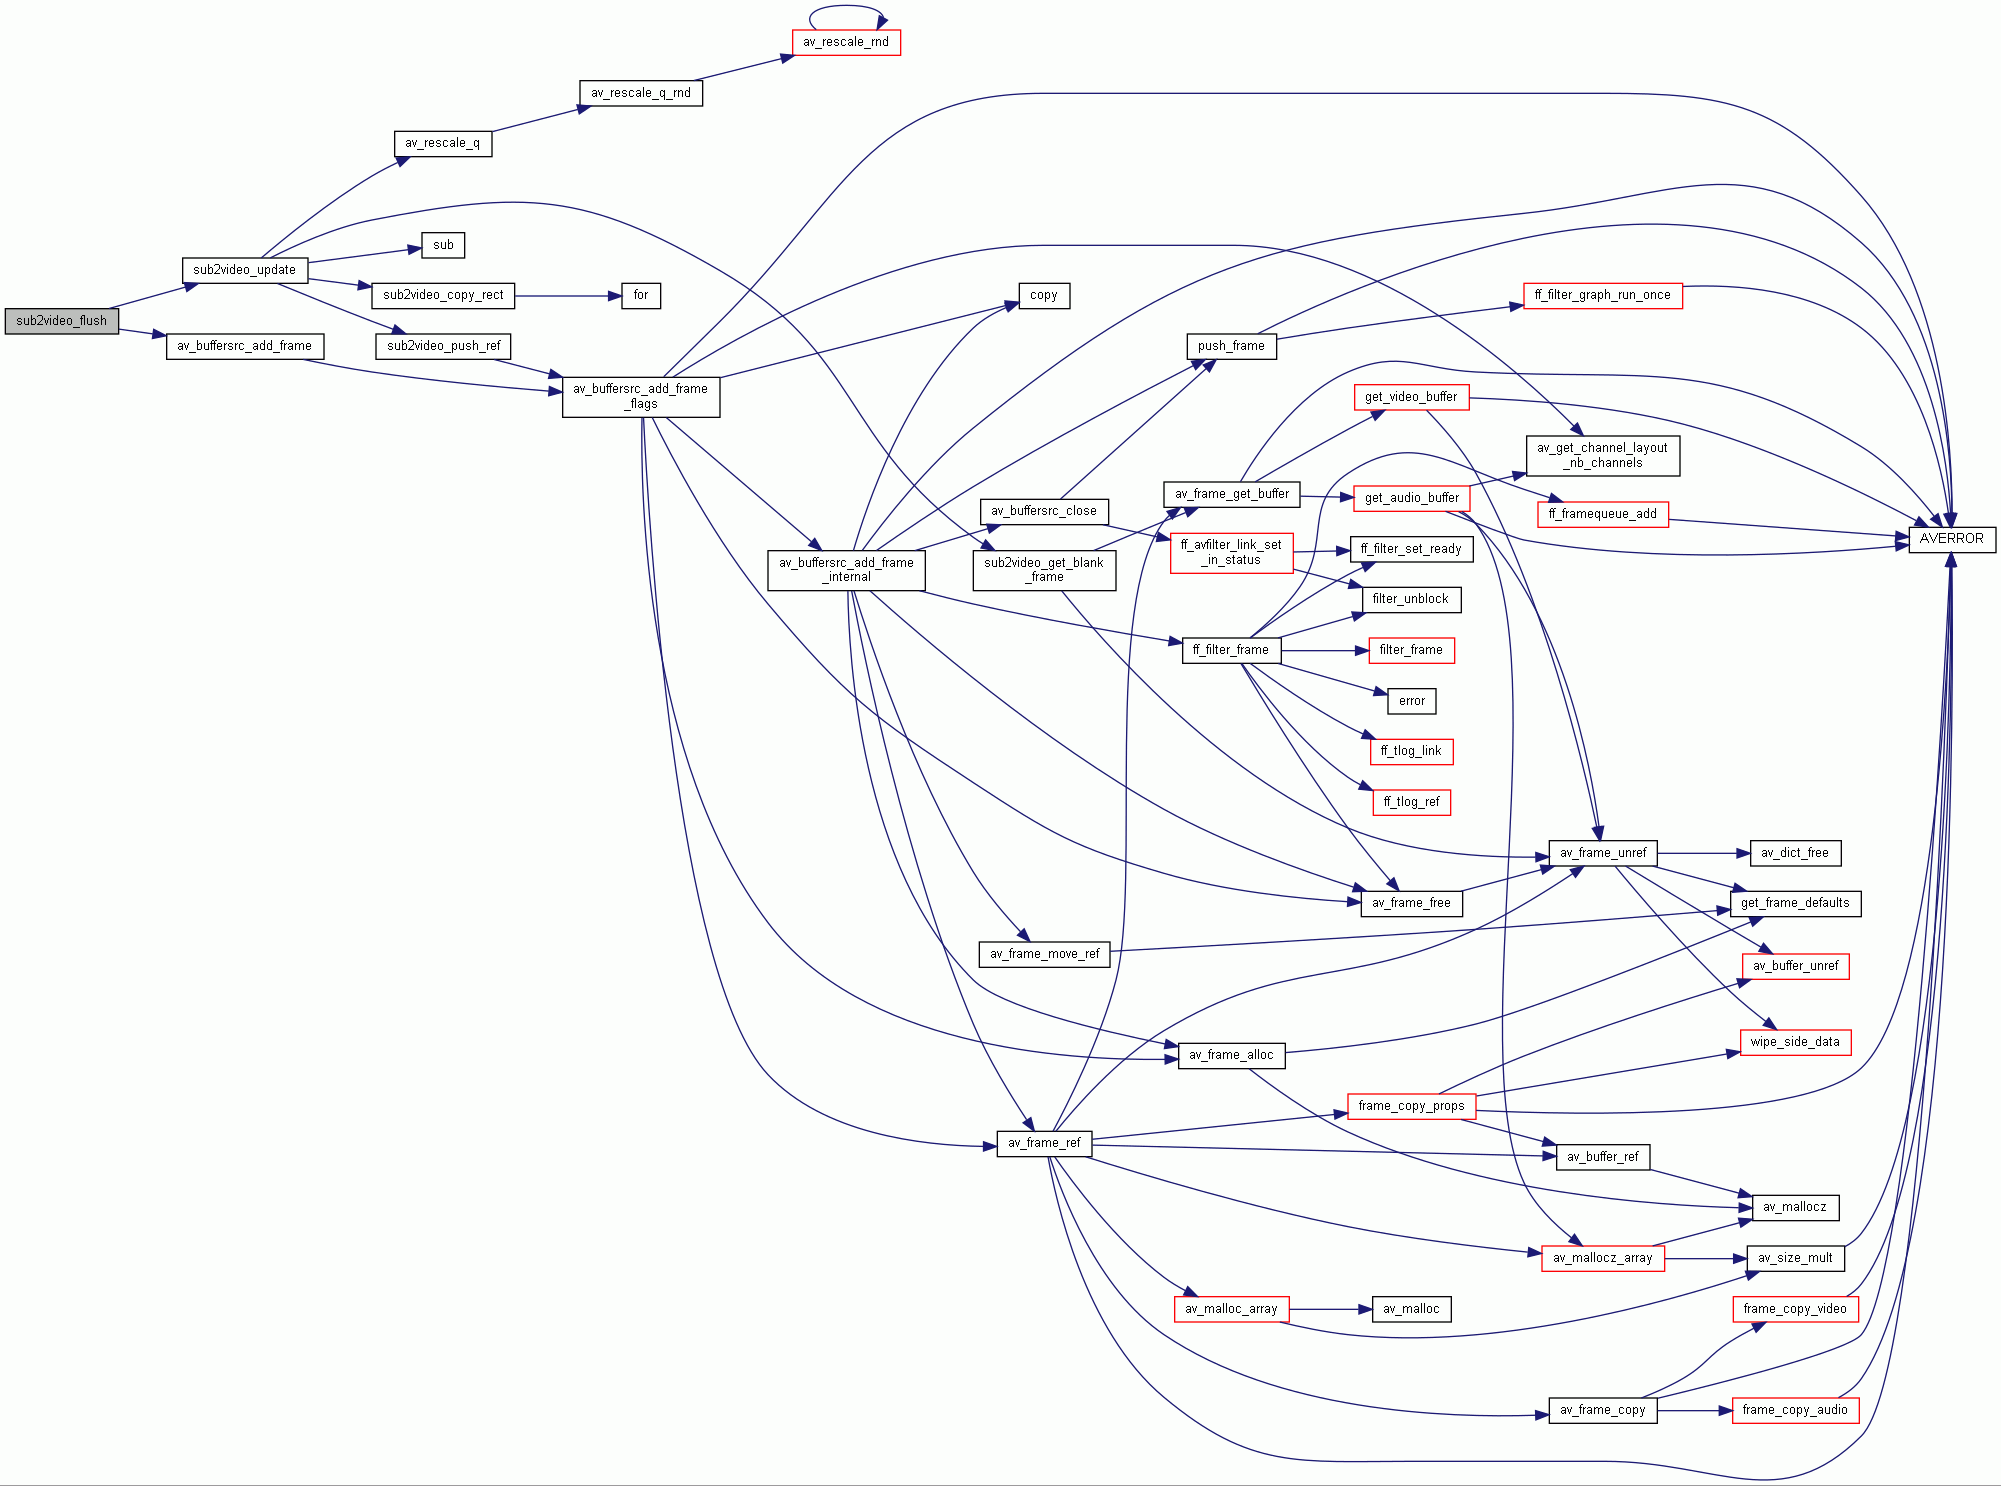 av_rescale_rnd
av_rescale_q_rnd
av_rescale_q
sub
sub2video_update
sub2video_copy_rect
for
copy
ff_filter_graph_run_once
sub2video_flush
av_buffersrc_add_frame
sub2video_push_ref
push_frame
av_buffersrc_add_frame
_flags
get_video_buffer
av_get_channel_layout
_nb_channels
av_frame_get_buffer
get_audio_buffer
av_buffersrc_close
ff_framequeue_add
AVERROR
ff_avfilter_link_set
_in_status
ff_filter_set_ready
av_buffersrc_add_frame
_internal
sub2video_get_blank
_frame
filter_unblock
ff_filter_frame
filter_frame
error
ff_tlog_link
ff_tlog_ref
av_frame_unref
av_dict_free
av_frame_free
get_frame_defaults
av_frame_move_ref
av_buffer_unref
wipe_side_data
av_frame_alloc
frame_copy_props
av_frame_ref
av_buffer_ref
av_mallocz
av_mallocz_array
av_size_mult
av_malloc_array
av_malloc
frame_copy_video
av_frame_copy
frame_copy_audio